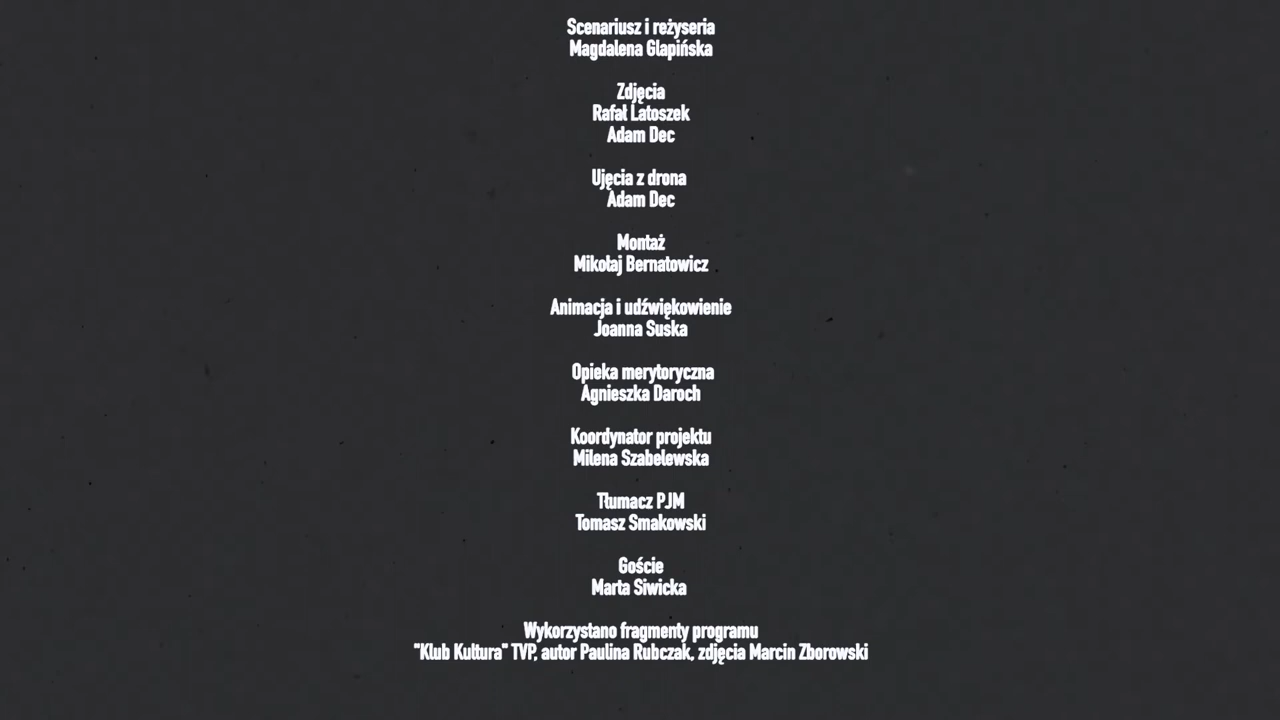 Scenariusz i reżyseria
Magdalena Glapińska
Zdjęcia
Rafał Latoszek
Adam Dec
Ujęcia z drona
Adam Dec
Montaż
Mikołaj Bernatowicz
Animacja i udźwiękowienie
Joanna Suska
Opieka merytoryczna
Agnieszka Daroch
Koordynator projektu
Milena Szabelewska
Tłumacz PJM
Tomasz Smakowski
Goście
Marta Siwicka
Wykorzystano fragmenty programu
"Klub Kultura" TVP, autor Paulina Rubczak, zdjęcia Marcin Zborowski